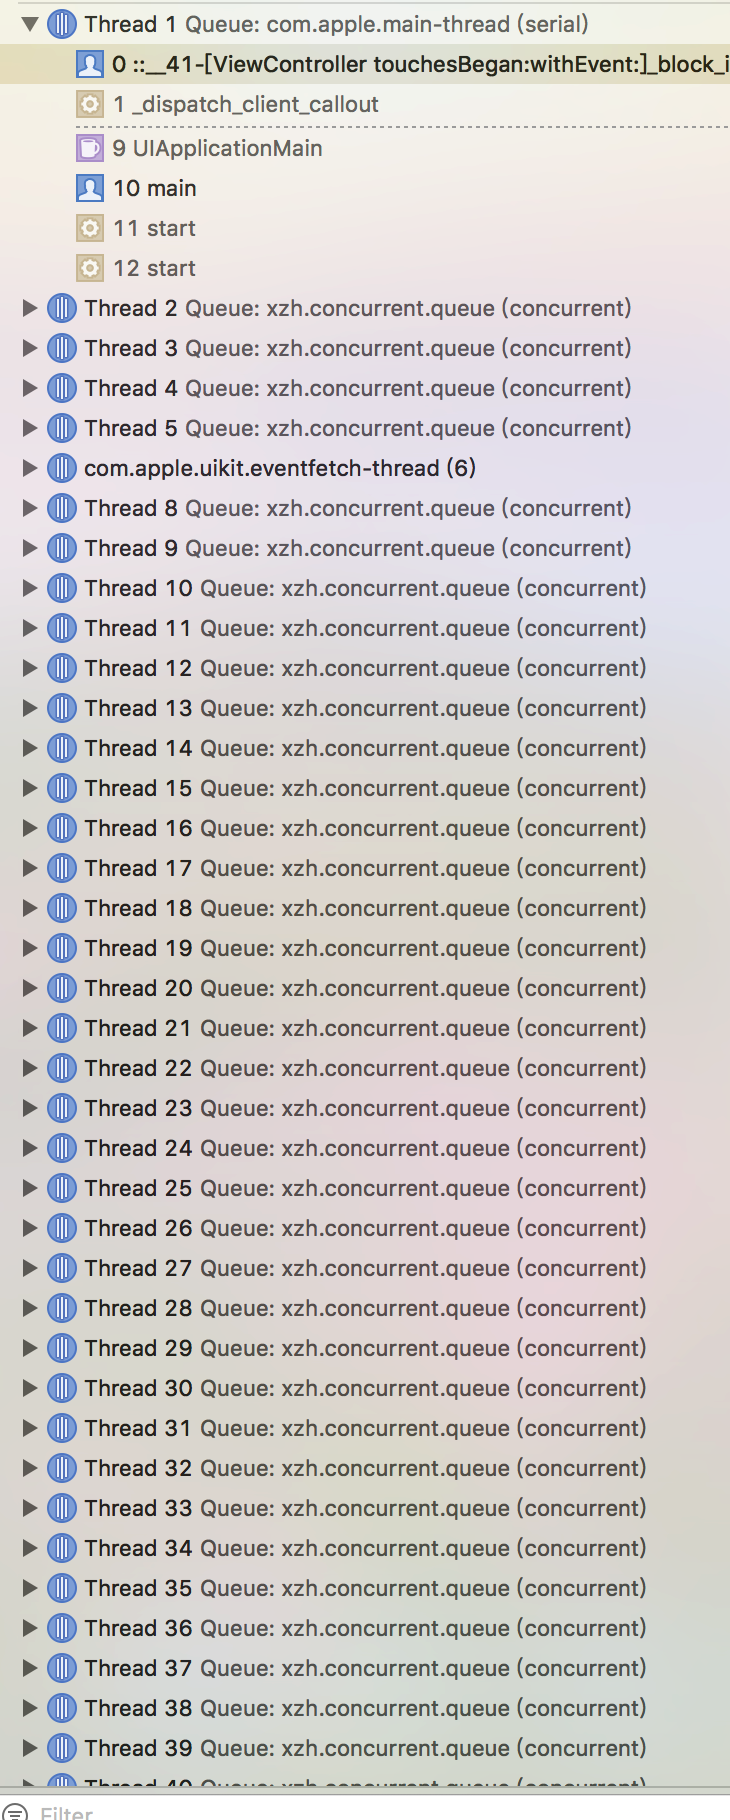 Thread 1 Queue: com.apple.main-thread (serial)
0 ::__41-[ViewController touchesBegan:withEvent:]_block_i
1 _dispatch_client_callout
9 UIApplicationMain
10 main
11 start
12 start
Thread 2 Queue: xzh.concurrent.queue (concurrent)
Thread 3 Queue: xzh.concurrent.queue (concurrent)
Thread 4 Queue: xzh.concurrent.queue (concurrent)
Thread 5 Queue: xzh.concurrent.queue (concurrent)
com.apple.uikit.eventfetch-thread (6)
Thread 8 Queue: xzh.concurrent.queue (concurrent)
Thread 9 Queue: xzh.concurrent.queue (concurrent)
Thread 10 Queue: xzh.concurrent.queue (concurrent)
Thread 11 Queue: xzh.concurrent.queue (concurrent)
Thread 12 Queue: xzh.concurrent.queue (concurrent)
Thread 13 Queue: xzh.concurrent.queue (concurrent)
Thread 14 Queue: xzh.concurrent.queue (concurrent)
Thread 15 Queue: xzh.concurrent.queue (concurrent)
Thread 16 Queue: xzh.concurrent.queue (concurrent)
Thread 17 Queue: xzh.concurrent.queue (concurrent)
Thread 18 Queue: xzh.concurrent.queue (concurrent)
Thread 19 Queue: xzh.concurrent.queue (concurrent)
Thread 20 Queue: xzh.concurrent.queue (concurrent)
Thread 21 Queue: xzh.concurrent.queue (concurrent)
Thread 22 Queue: xzh.concurrent.queue (concurrent)
Thread 23 Queue: xzh.concurrent.queue (concurrent)
Thread 24 Queue: xzh.concurrent.queue (concurrent)
Thread 25 Queue: xzh.concurrent.queue (concurrent)
Thread 26 Queue: xzh.concurrent.queue (concurrent)
Thread 27 Queue: xzh.concurrent.queue (concurrent)
Thread 28 Queue: xzh.concurrent.queue (concurrent)
Thread 29 Queue: xzh.concurrent.queue (concurrent)
Thread 30 Queue: xzh.concurrent.queue (concurrent)
Thread 31 Queue: xzh.concurrent.queue (concurrent)
Thread 32 Queue: xzh.concurrent.queue (concurrent)
Thread 33 Queue: xzh.concurrent.queue (concurrent)
Thread 34 Queue: xzh.concurrent.queue (concurrent)
Thread 35 Queue: xzh.concurrent.queue (concurrent)
Thread 36 Queue: xzh.concurrent.queue (concurrent)
Thread 37 Queue: xzh.concurrent.queue (concurrent)
Thread 38 Queue: xzh.concurrent.queue (concurrent)
Thread 39 Queue: xzh.concurrent.queue (concurrent)
Thread 40 Queue: xzh.concurrent.queue (concurrent)
Filter